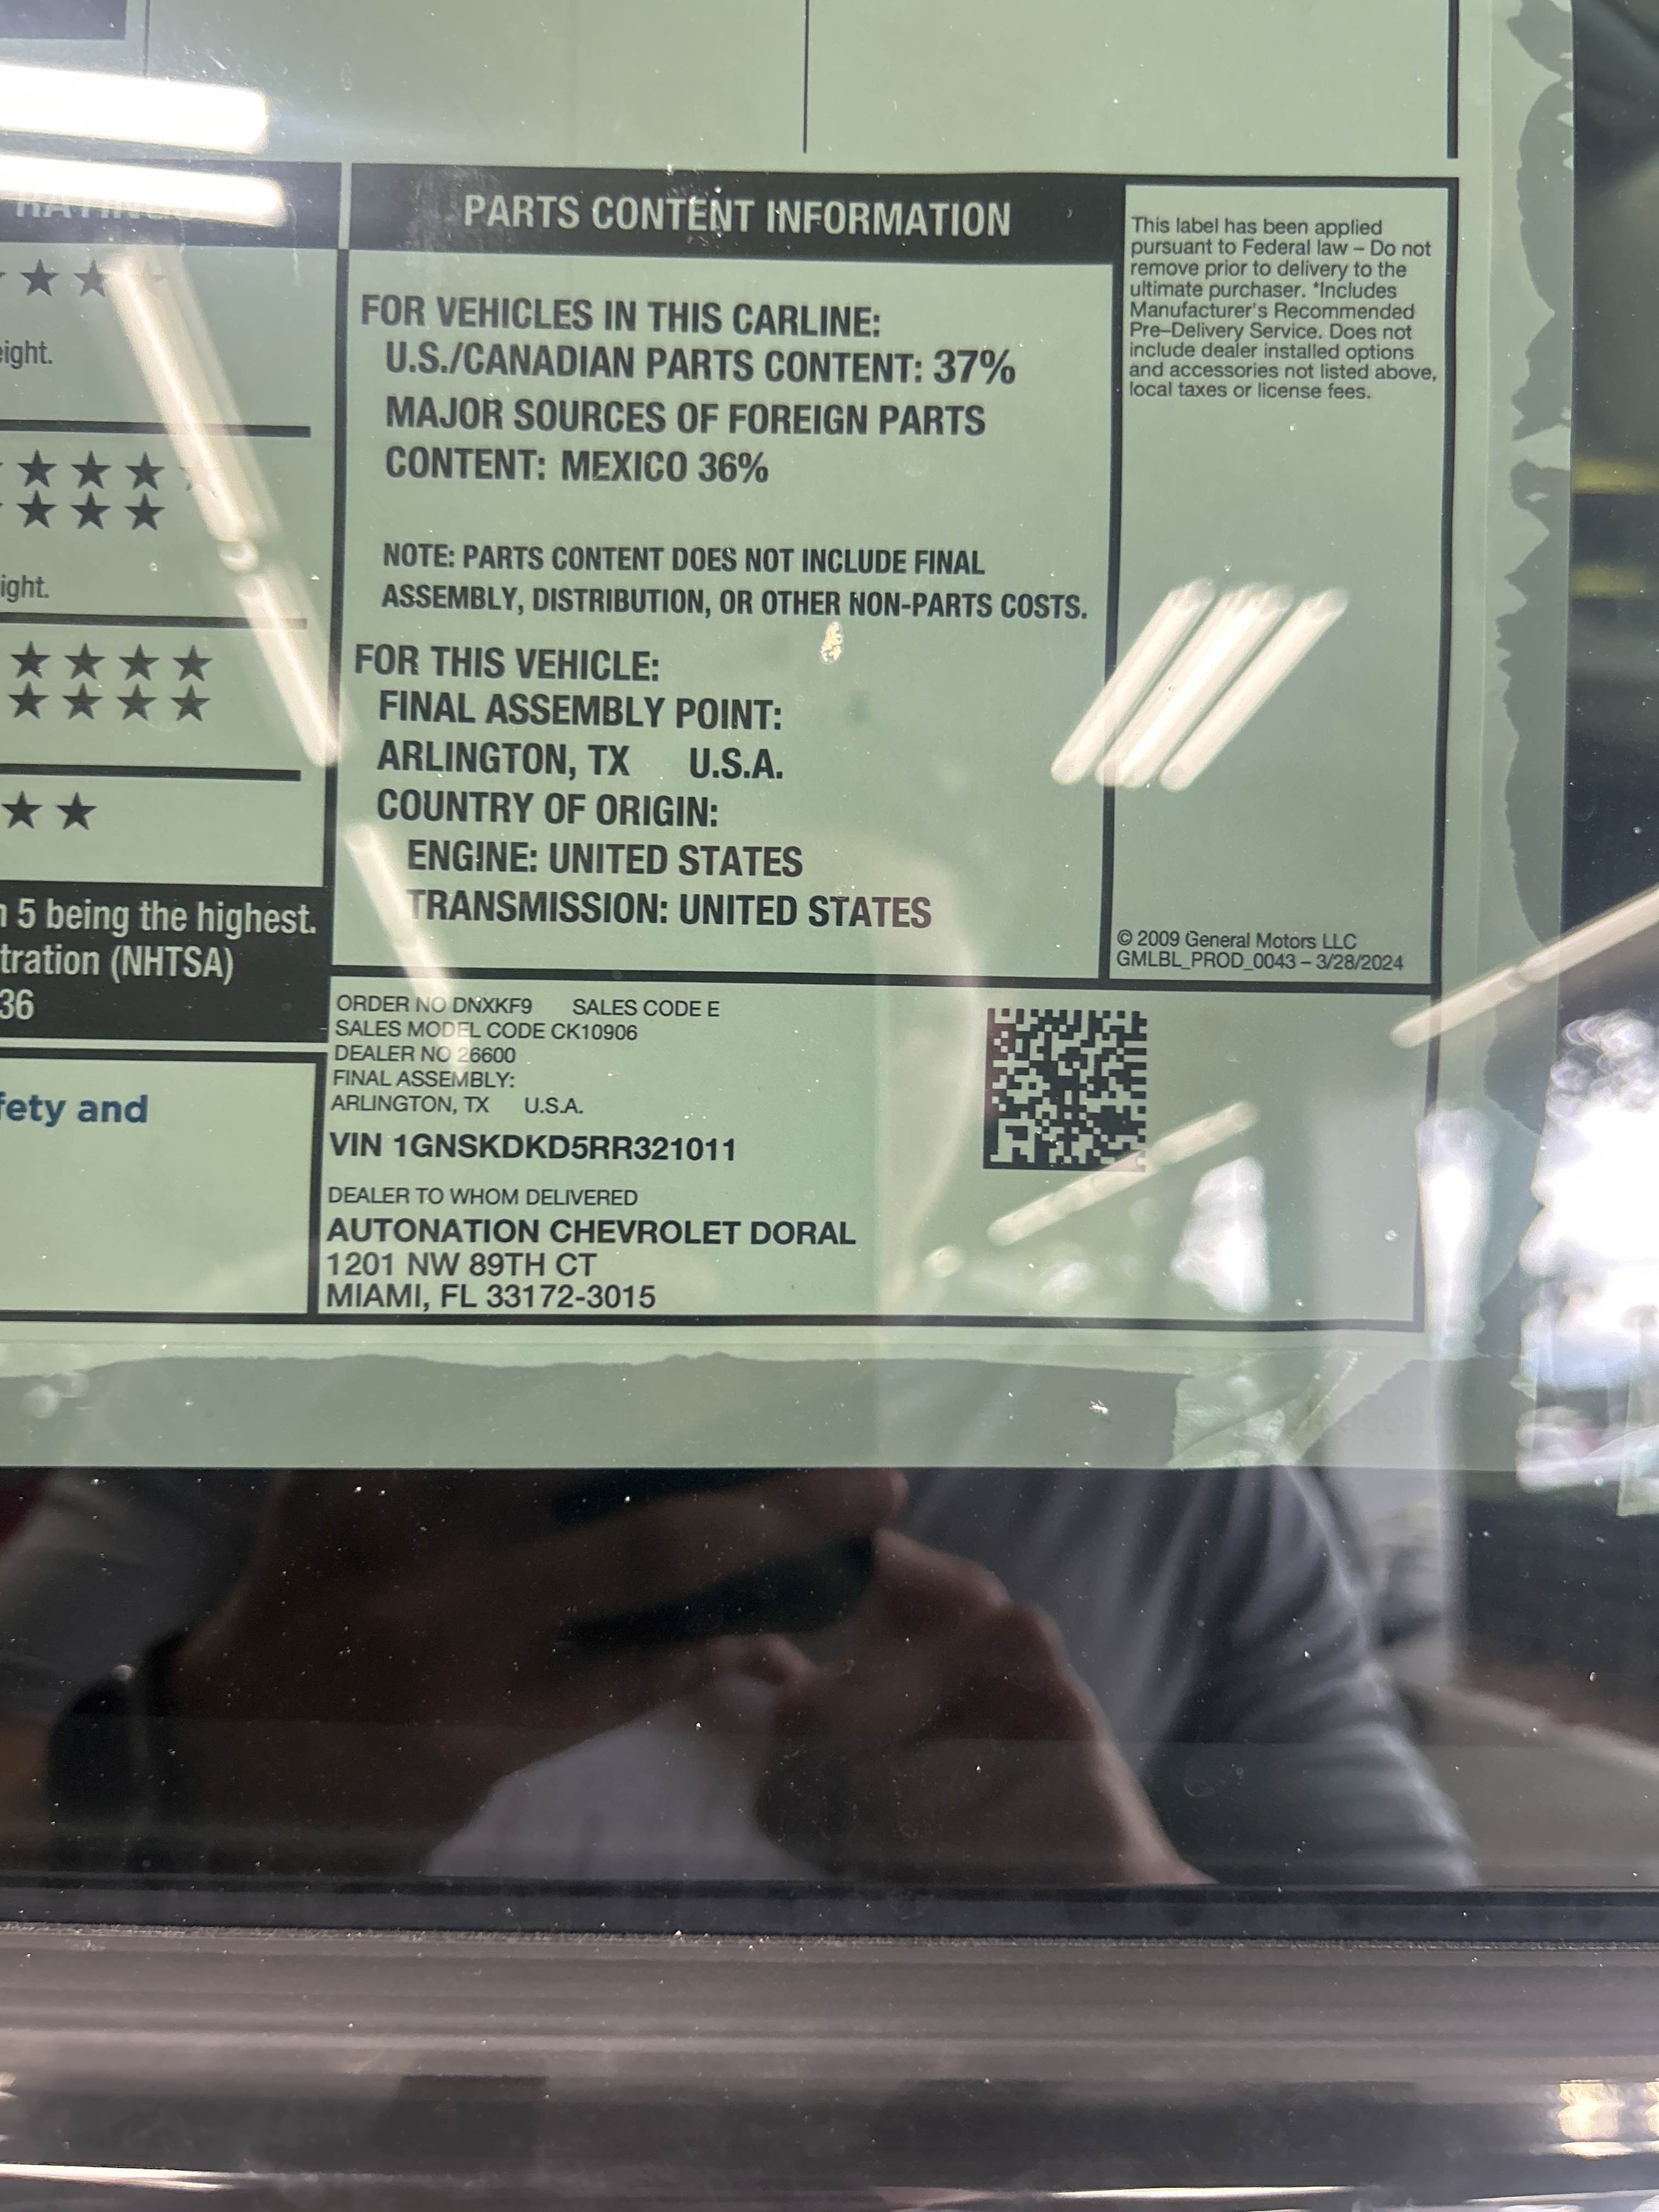 RATINGS
PARTS CONTENT INFORMATION
This label has been applied
pursuant to Federal law – Do not
remove prior to delivery to the
ultimate purchaser. *Includes
Manufacturer's Recommended
Pre–Delivery Service. Does not
include dealer installed options
and accessories not listed above,
local taxes or license fees.
FOR VEHICLES IN THIS CARLINE:
U.S./CANADIAN PARTS CONTENT: 37%
MAJOR SOURCES OF FOREIGN PARTS
CONTENT: MEXICO 36%
NOTE: PARTS CONTENT DOES NOT INCLUDE FINAL
ASSEMBLY, DISTRIBUTION, OR OTHER NON-PARTS COSTS.
FOR THIS VEHICLE:
FINAL ASSEMBLY POINT:
ARLINGTON, TX U.S.A.
COUNTRY OF ORIGIN:
ENGINE: UNITED STATES
TRANSMISSION: UNITED STATES
© 2009 General Motors LLC
GMLBL_PROD_0043 – 3/28/2024
5 being the highest.
tration (NHTSA)
36
fety and
ORDER NO DNXKF9 SALES CODE E
SALES MODEL CODE CK10906
DEALER NO 26600
FINAL ASSEMBLY:
ARLINGTON, TX U.S.A.
VIN 1GNSKDKD5RR321011
DEALER TO WHOM DELIVERED
AUTONATION CHEVROLET DORAL
1201 NW 89TH CT
MIAMI, FL 33172-3015